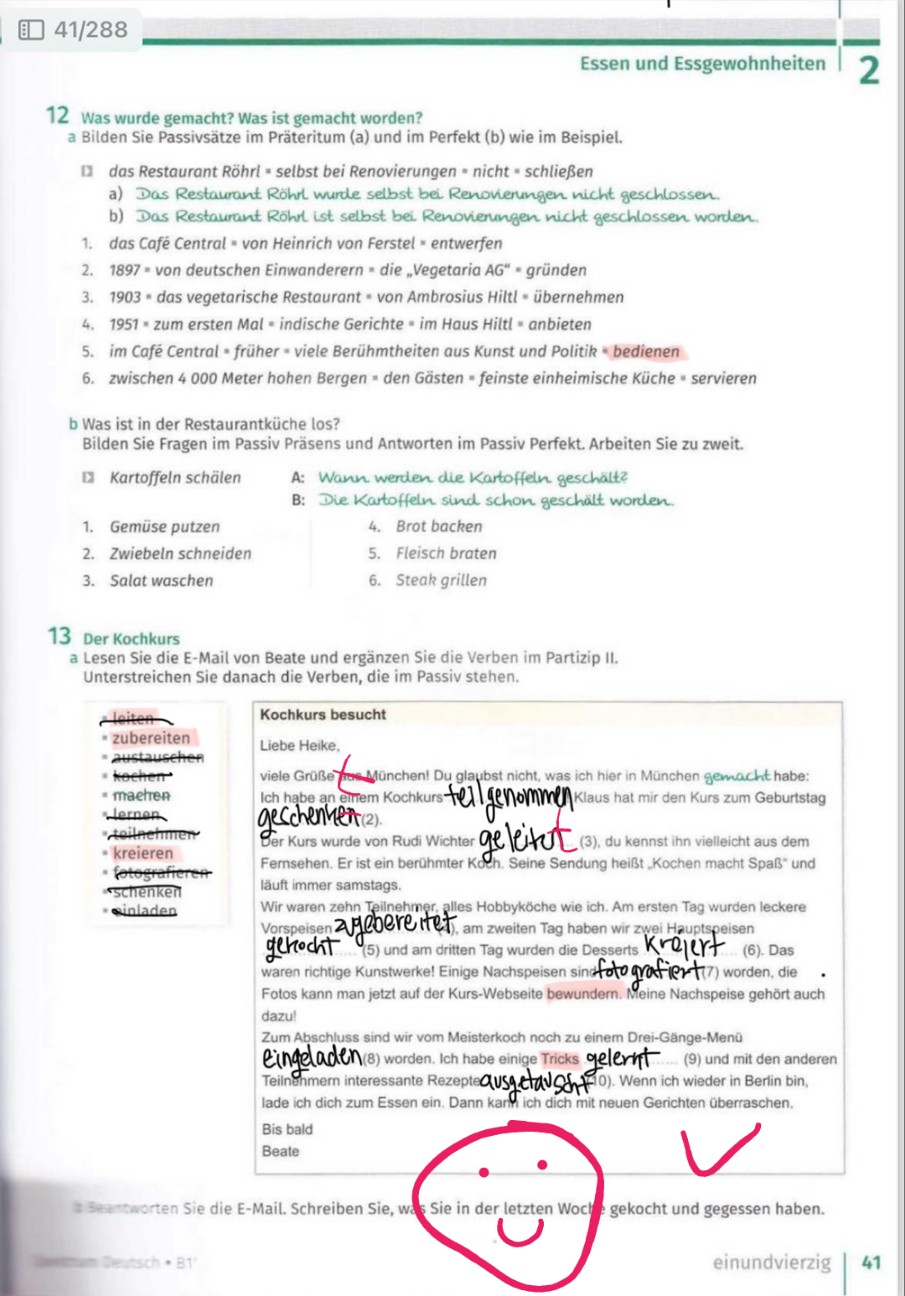 41/288
Essen und Essgewohnheiten 2
12 Was wurde gemacht? Was ist gemacht worden?
a Bilden Sie Passivsätze im Präteritum (a) und im Perfekt (b) wie im Beispiel.
das Restaurant Röhrl ▪ selbst bei Renovierungen ▪ nicht ▪ schließen
a) Das Restaurant Röhrl wurde selbst bei Renovierungen nicht geschlossen.
b) Das Restaurant Röhrl ist selbst bei Renovierungen nicht geschlossen worden.
1. das Café Central ▪ von Heinrich von Ferstel ▪ entwerfen
2. 1897 ▪ von deutschen Einwanderern ▪ die „Vegetaria AG“ ▪ gründen
3. 1903 ▪ das vegetarische Restaurant ▪ von Ambrosius Hiltl ▪ übernehmen
4. 1951 ▪ zum ersten Mal ▪ indische Gerichte ▪ im Haus Hiltl ▪ anbieten
5. im Café Central ▪ früher ▪ viele Berühmtheiten aus Kunst und Politik ▪ bedienen
6. zwischen 4 000 Meter hohen Bergen ▪ den Gästen ▪ feinste einheimische Küche ▪ servieren
b Was ist in der Restaurantküche los?
Bilden Sie Fragen im Passiv Präsens und Antworten im Passiv Perfekt. Arbeiten Sie zu zweit.
Kartoffeln schälen A: Wann werden die Kartoffeln geschält?
B: Die Kartoffeln sind schon geschält worden.
1. Gemüse putzen 4. Brot backen
2. Zwiebeln schneiden 5. Fleisch braten
3. Salat waschen 6. Steak grillen
13 Der Kochkurs
a Lesen Sie die E-Mail von Beate und ergänzen Sie die Verben im Partizip II.
Unterstreichen Sie danach die Verben, die im Passiv stehen.
▪ leiten
▪ zubereiten
▪ austauschen
▪ kochen
▪ machen
▪ lernen
▪ teilnehmen
▪ kreieren
▪ fotografieren
▪ schenken
▪ einladen
Kochkurs besucht
Liebe Heike,
viele Grüße aus München! Du glaubst nicht, was ich hier in München gemacht habe:
Ich habe an einem Kochkurs teilgenommen Klaus hat mir den Kurs zum Geburtstag
geschenken t (2).
Der Kurs wurde von Rudi Wichter geleitet (3), du kennst ihn vielleicht aus dem
Fernsehen. Er ist ein berühmter Koch. Seine Sendung heißt „Kochen macht Spaß“ und
läuft immer samstags.
Wir waren zehn Teilnehmer, alles Hobbyköche wie ich. Am ersten Tag wurden leckere
Vorspeisen zugebereitet, am zweiten Tag haben wir zwei Hauptspeisen
gekocht (5) und am dritten Tag wurden die Desserts kreiert (6). Das
waren richtige Kunstwerke! Einige Nachspeisen sind fotografiert (7) worden, die
Fotos kann man jetzt auf der Kurs-Webseite bewundern. Meine Nachspeise gehört auch
dazu!
Zum Abschluss sind wir vom Meisterkoch noch zu einem Drei-Gänge-Menü
eingeladen (8) worden. Ich habe einige Tricks gelernt (9) und mit den anderen
Teilnehmern interessante Rezepte ausgetauscht (10). Wenn ich wieder in Berlin bin,
lade ich dich zum Essen ein. Dann kann ich dich mit neuen Gerichten überraschen.
Bis bald
Beate
b Beantworten Sie die E-Mail. Schreiben Sie, was Sie in der letzten Woche gekocht und gegessen haben.
Spektrum Deutsch ▪ B1+ einundvierzig 41